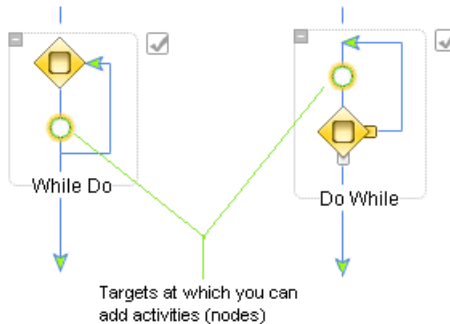 While Do
Do While
Targets at which you can
add activities (nodes)